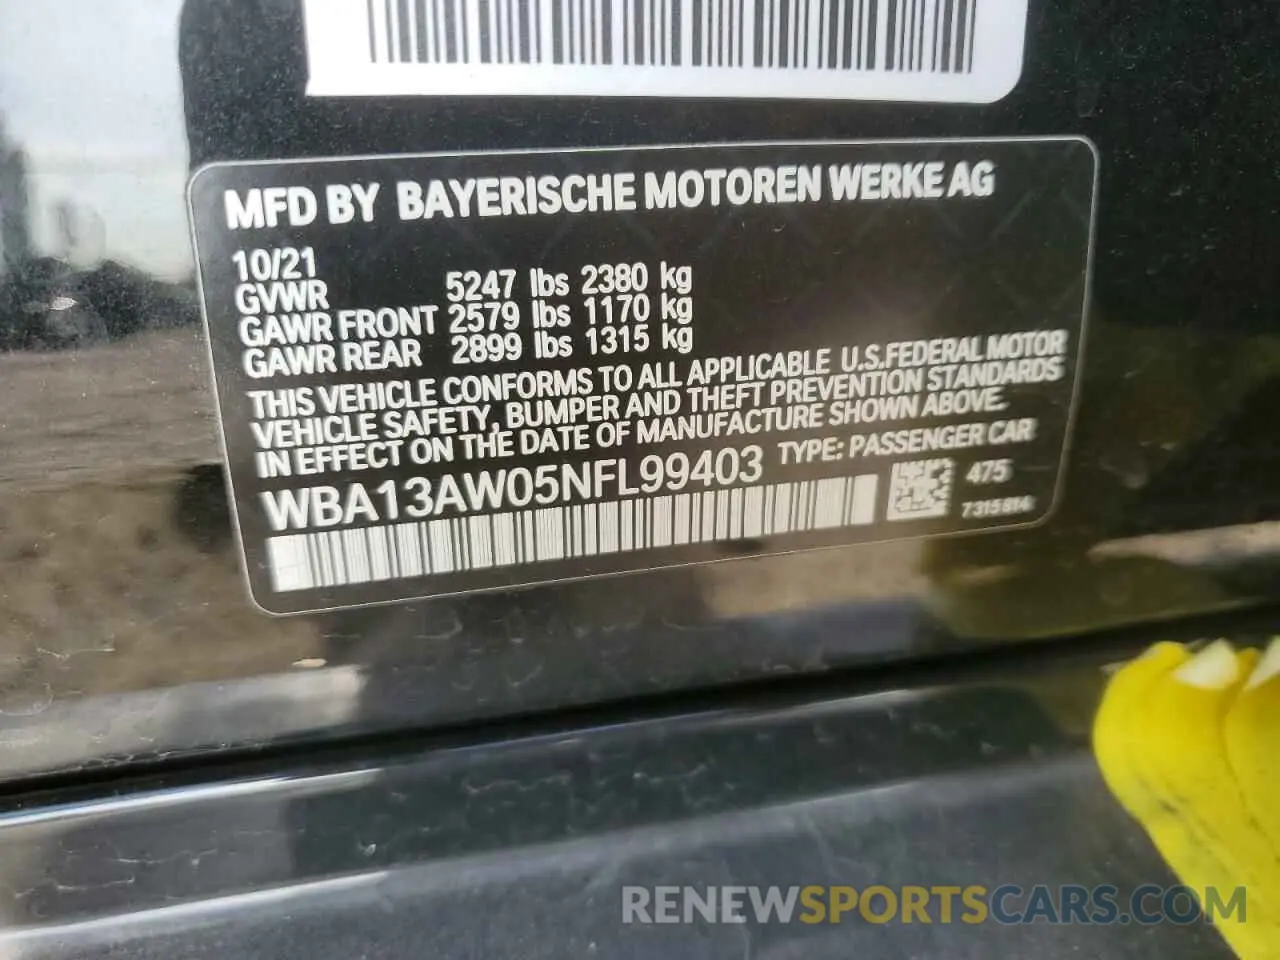 MFD BY BAYERISCHE MOTOREN WERKE AG
10/21
GVWR 5247 lbs 2380 kg
GAWR FRONT 2579 lbs 1170 kg
GAWR REAR 2899 lbs 1315 kg
THIS VEHICLE CONFORMS TO ALL APPLICABLE U.S.FEDERAL MOTOR
VEHICLE SAFETY, BUMPER AND THEFT PREVENTION STANDARDS
IN EFFECT ON THE DATE OF MANUFACTURE SHOWN ABOVE.
WBA13AW05NFL99403 TYPE: PASSENGER CAR
475
7315814
RENEWSPORTSCARS.COM